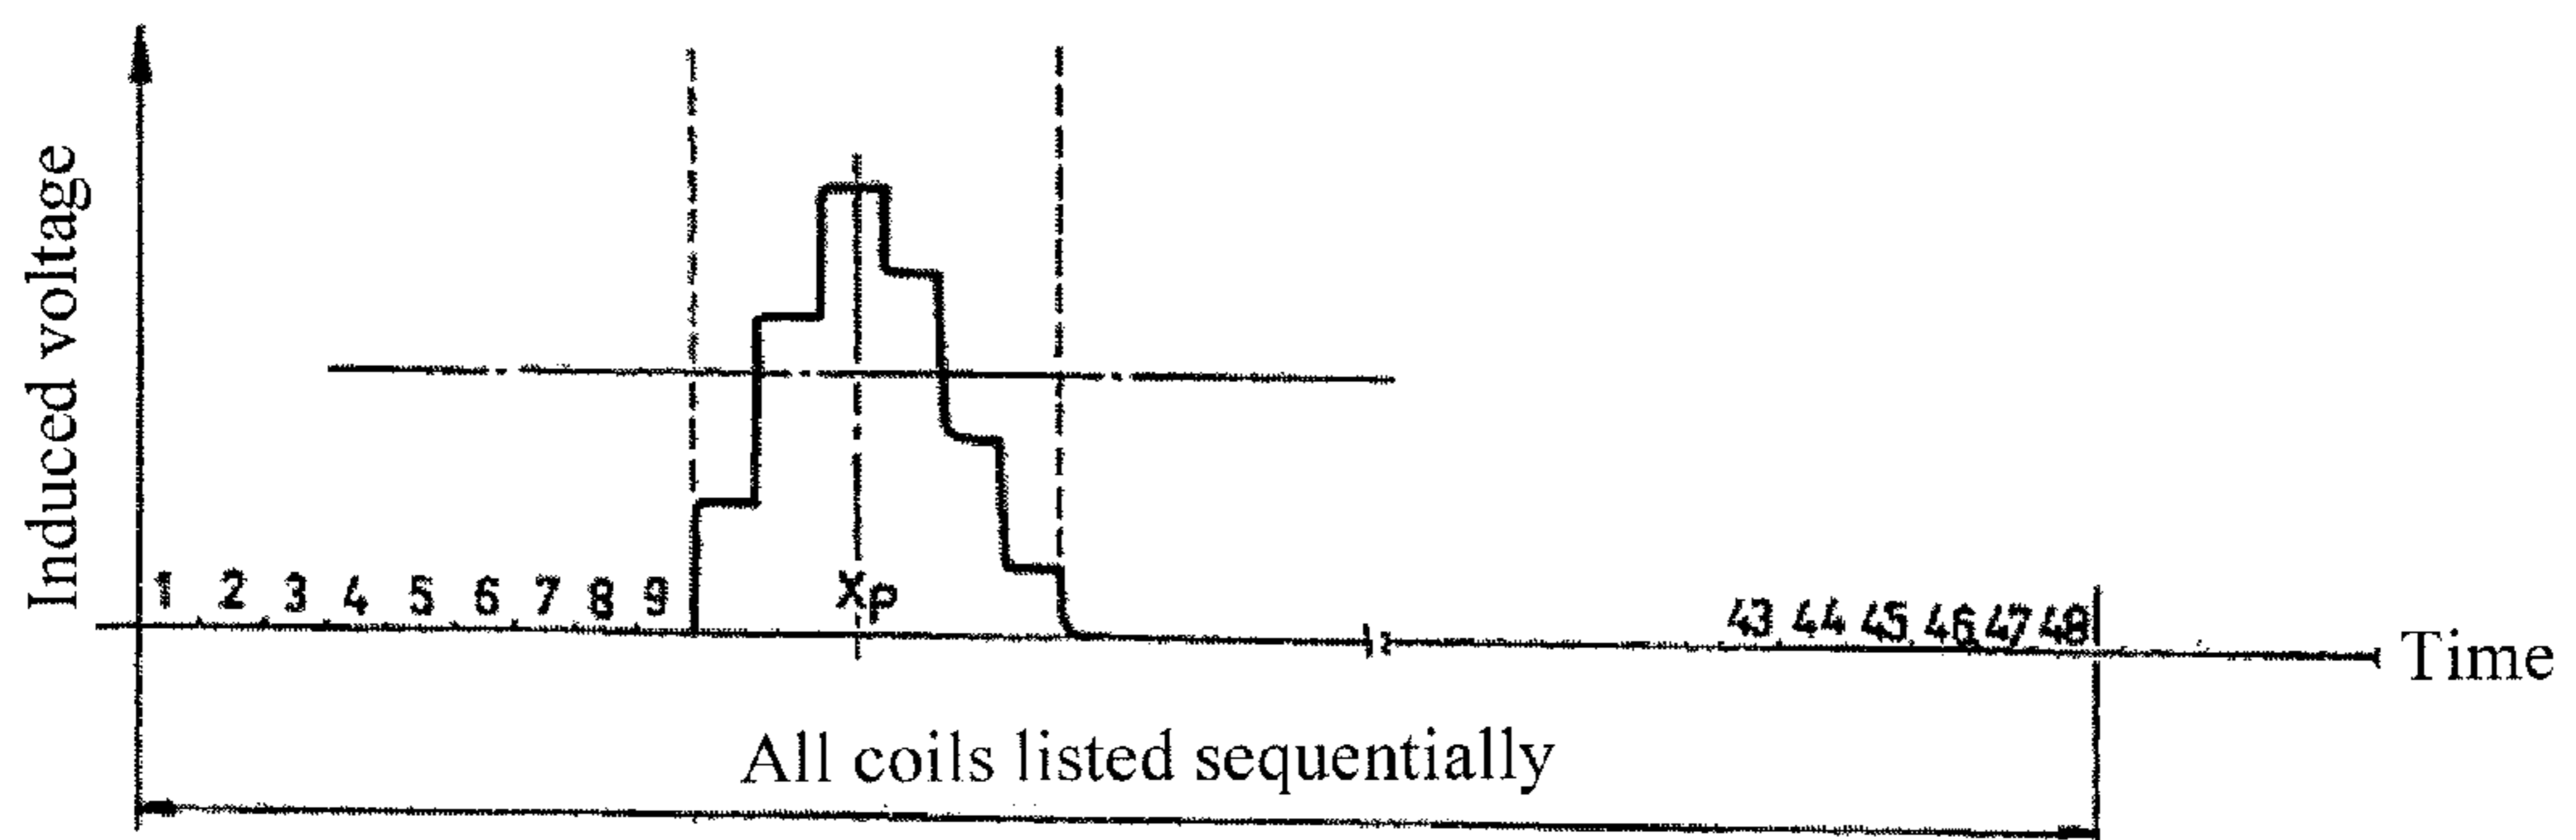 Induced voltage
1 2 3 4 5 6 7 8 9
Xp
43 44 45 46 47 48
Time
All coils listed sequentially